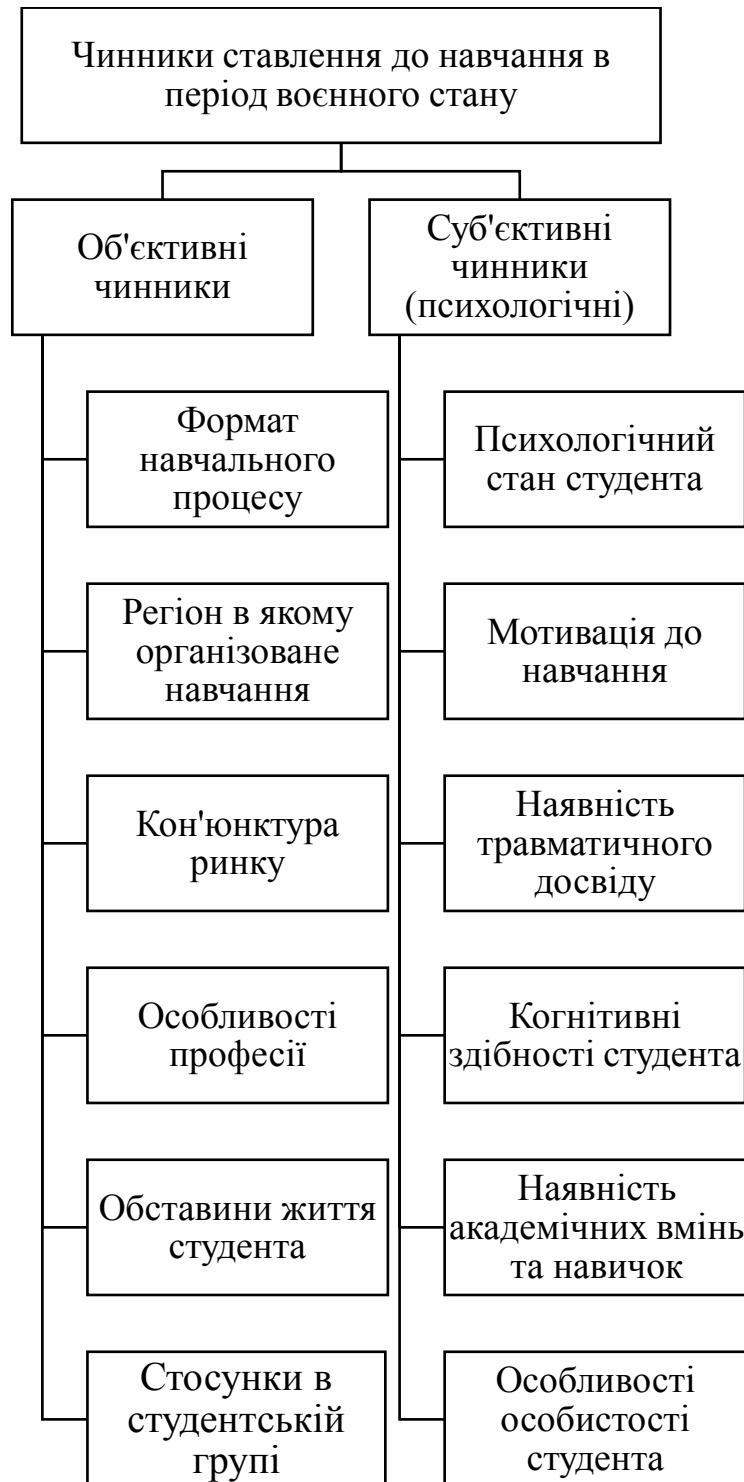 Чинники ставлення до навчання в
період воєнного стану
Об'єктивні
чинники
Формат
навчального
процесу
Регіон в якому
організоване
навчання
Кон'юнктура
ринку
Особливості
професії
Обставини життя
студента
Стосунки в
студентській
групі
Суб'єктивні
чинники
(психологічні)
Психологічний
стан студента
Мотивація до
навчання
Наявність
травматичного
досвіду
Когнітивні
здібності студента
Наявність
академічних вмінь
та навичок
Особливості
особистості
студента